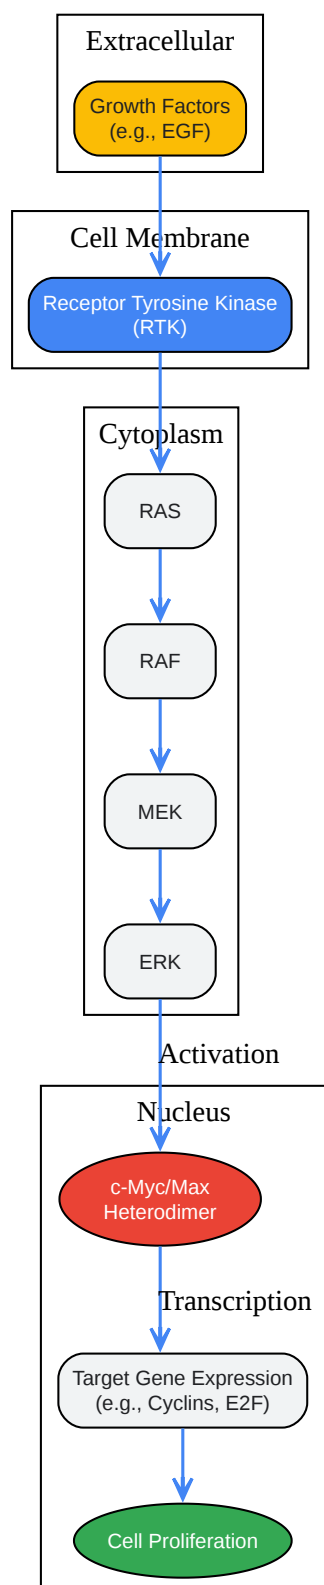 Extracellular
Growth Factors
(e.g., EGF)
Cell Membrane
Receptor Tyrosine Kinase
(RTK)
Cytoplasm
RAS
RAF
MEK
ERK
Activation
Nucleus
c-Myc/Max
Heterodimer
Transcription
Target Gene Expression
(e.g., Cyclins, E2F)
Cell Proliferation